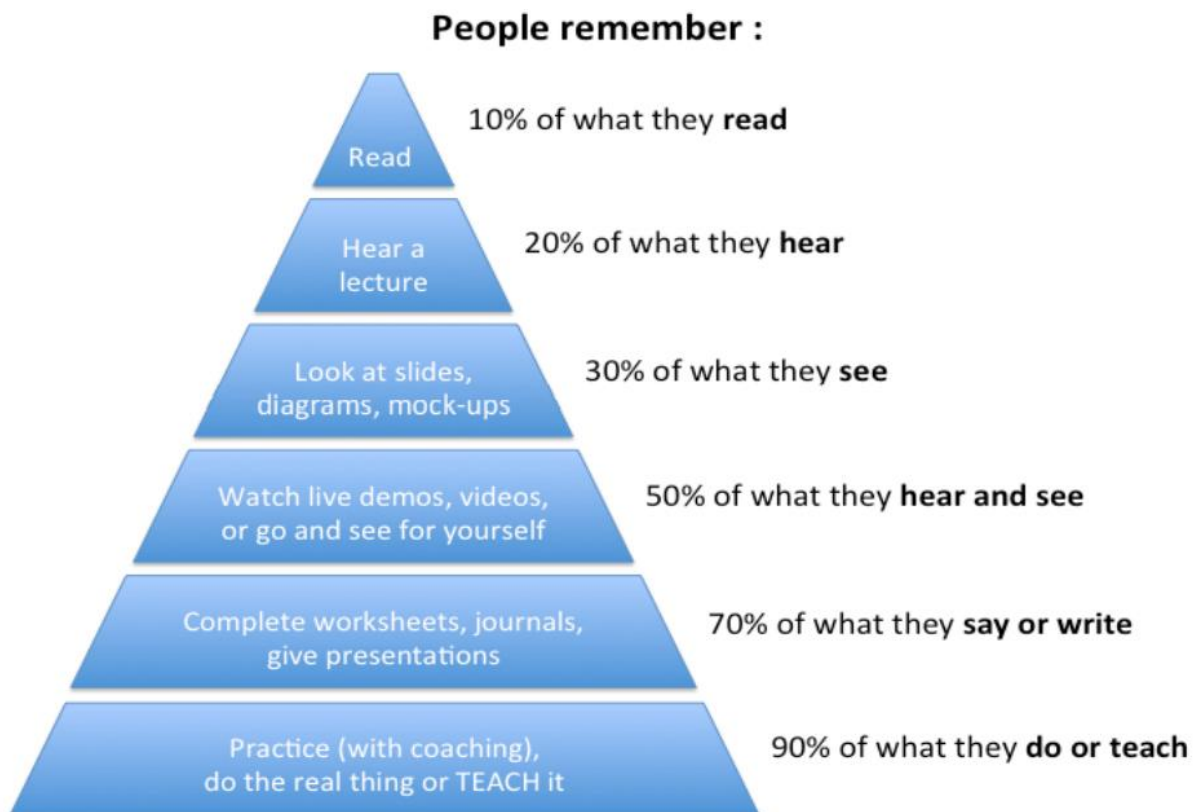 People remember :
Read
10% of what they read
Hear a
lecture
20% of what they hear
Look at slides,
diagrams, mock-ups
30% of what they see
Watch live demos, videos,
or go and see for yourself
50% of what they hear and see
Complete worksheets, journals,
give presentations
70% of what they say or write
Practice (with coaching),
do the real thing or TEACH it
90% of what they do or teach